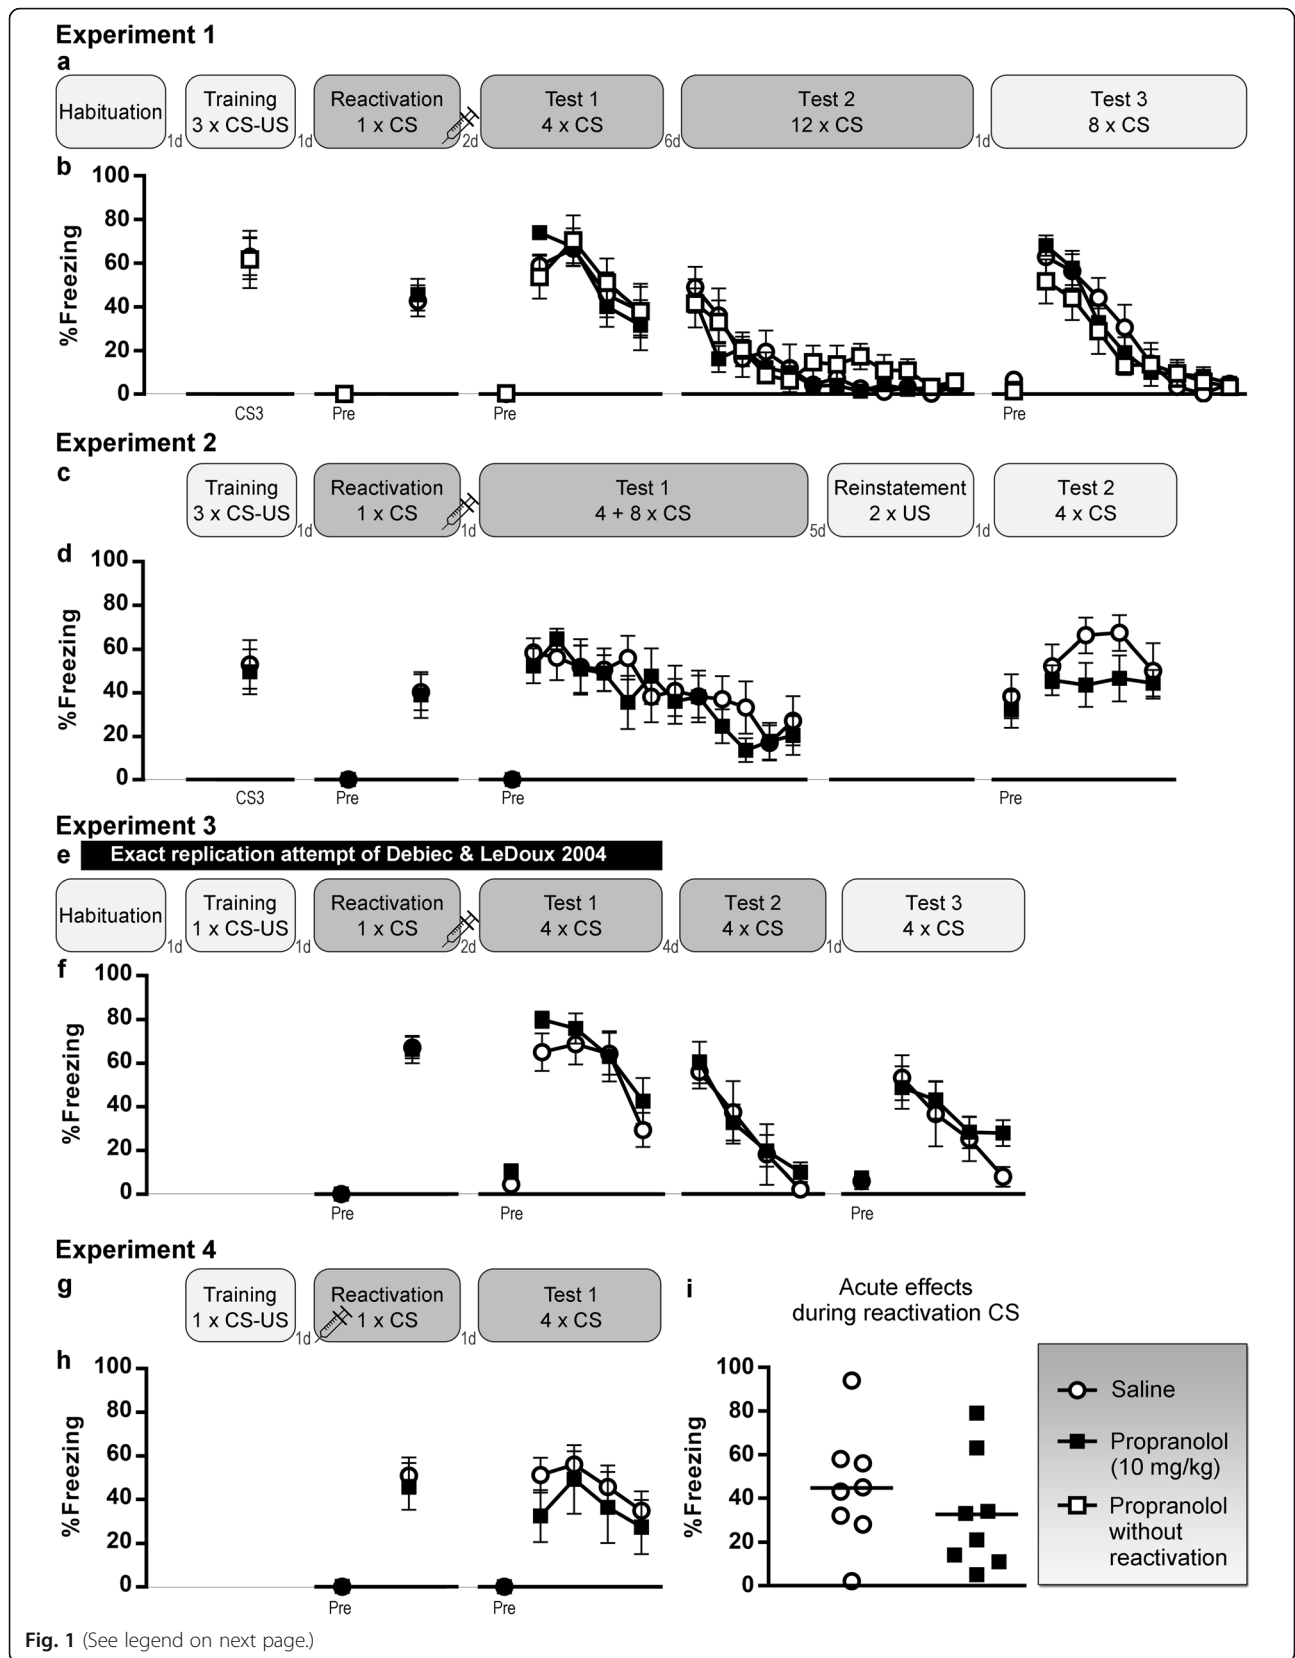 Experiment 1
a
Habituation
1d
Training
3 x CS-US
1d
Reactivation
1 x CS
2d
Test 1
4 x CS
6d
Test 2
12 x CS
1d
Test 3
8 x CS
b
%Freezing
100
80
60
40
20
0
CS3
Pre
Pre
Pre
Experiment 2
c
Training
3 x CS-US
1d
Reactivation
1 x CS
1d
Test 1
4 + 8 x CS
5d
Reinstatement
2 x US
1d
Test 2
4 x CS
d
%Freezing
100
80
60
40
20
0
CS3
Pre
Pre
Pre
Experiment 3
e
Exact replication attempt of Debiec & LeDoux 2004
Habituation
1d
Training
1 x CS-US
1d
Reactivation
1 x CS
2d
Test 1
4 x CS
4d
Test 2
4 x CS
1d
Test 3
4 x CS
f
%Freezing
100
80
60
40
20
0
Pre
Pre
Pre
Experiment 4
g
Training
1 x CS-US
1d
Reactivation
1 x CS
1d
Test 1
4 x CS
h
%Freezing
100
80
60
40
20
0
Pre
Pre
i
Acute effects
during reactivation CS
%Freezing
100
80
60
40
20
0
Saline
Propranolol
(10 mg/kg)
Propranolol
without
reactivation
Fig. 1 (See legend on next page.)